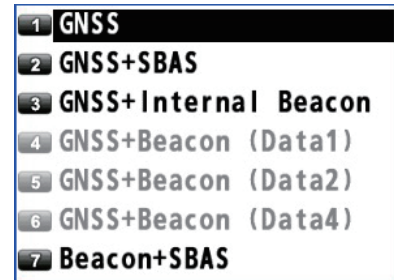 1 GNSS
2 GNSS+SBAS
3 GNSS+Internal Beacon
4 GNSS+Beacon (Data1)
5 GNSS+Beacon (Data2)
6 GNSS+Beacon (Data4)
7 Beacon+SBAS